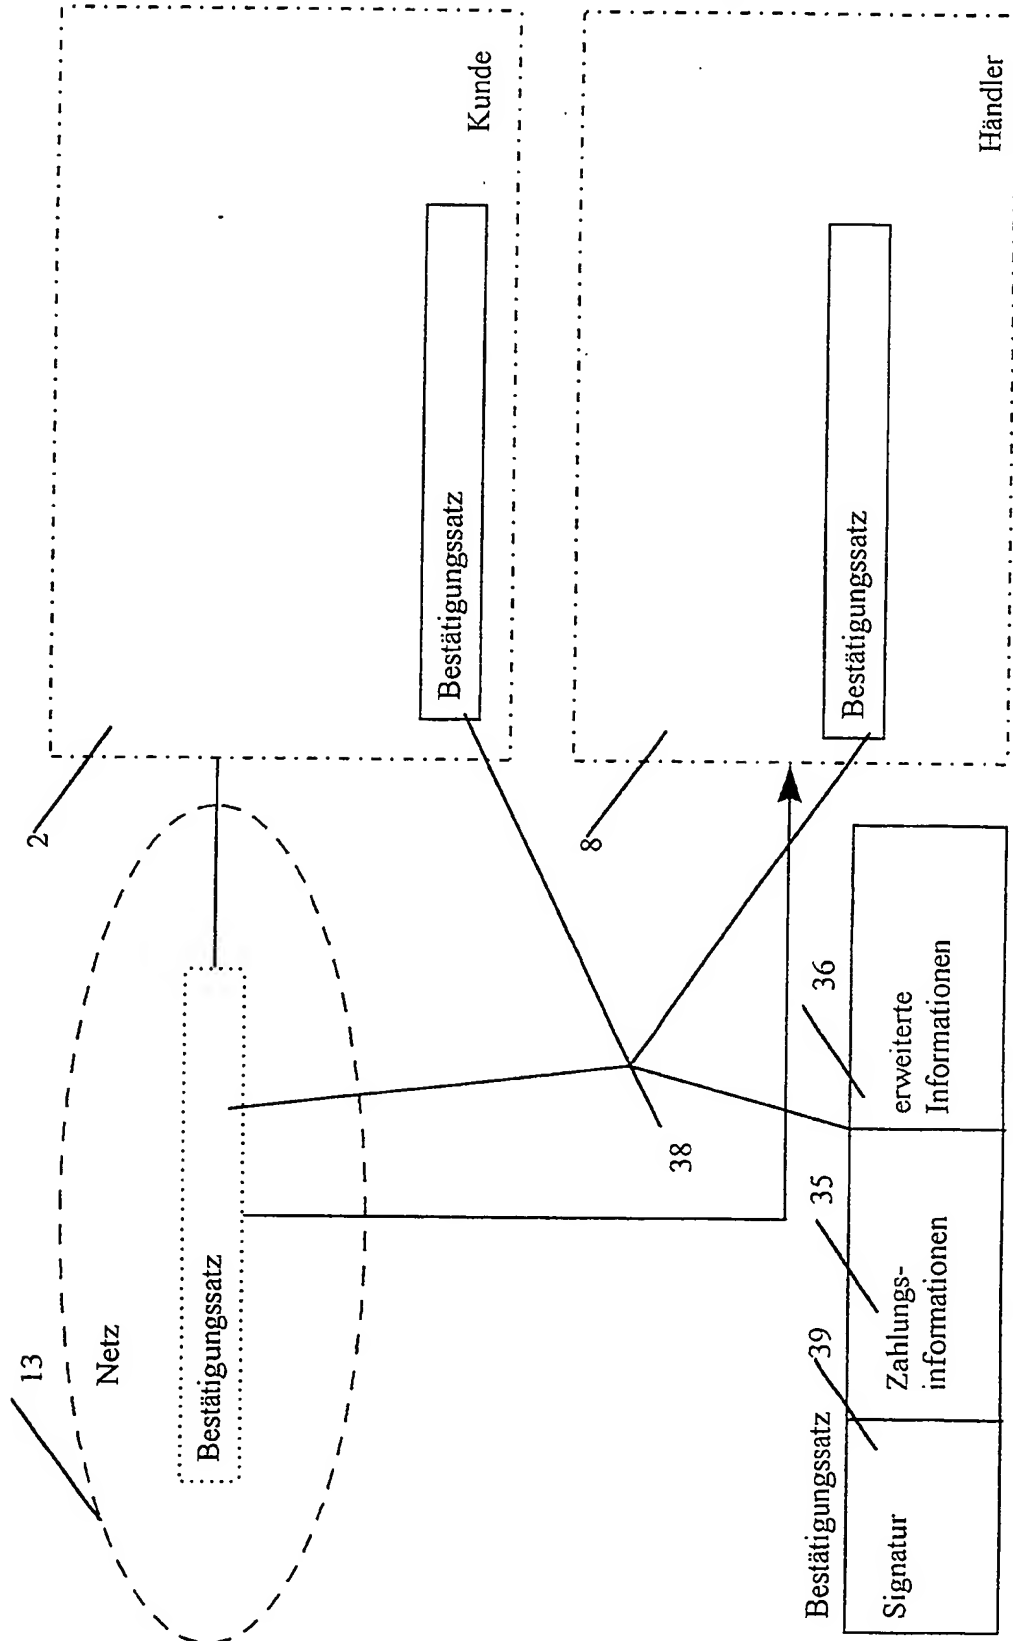 13
Netz
Bestätigungssatz
2
Kunde
Bestätigungssatz
38
8
Händler
Bestätigungssatz
Bestätigungssatz
39
35
36
Signatur
Zahlungs-
informationen
erweiterte
Informationen